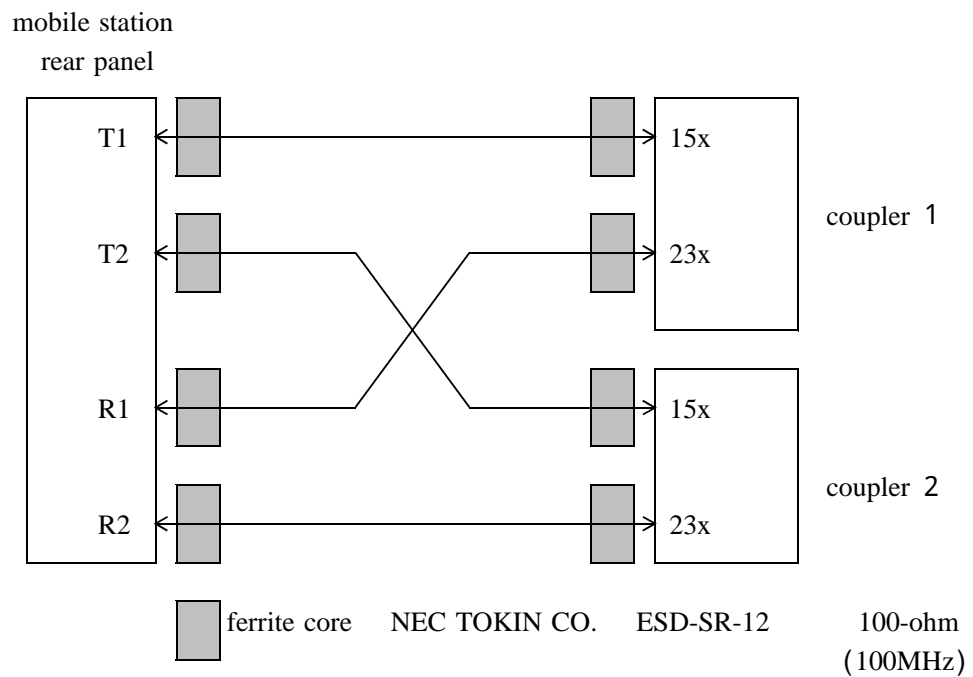 mobile station
rear panel
T1
15x
coupler 1
T2
23x
R1
15x
coupler 2
R2
23x
ferrite core NEC TOKIN CO. ESD-SR-12 100-ohm
(100MHz)